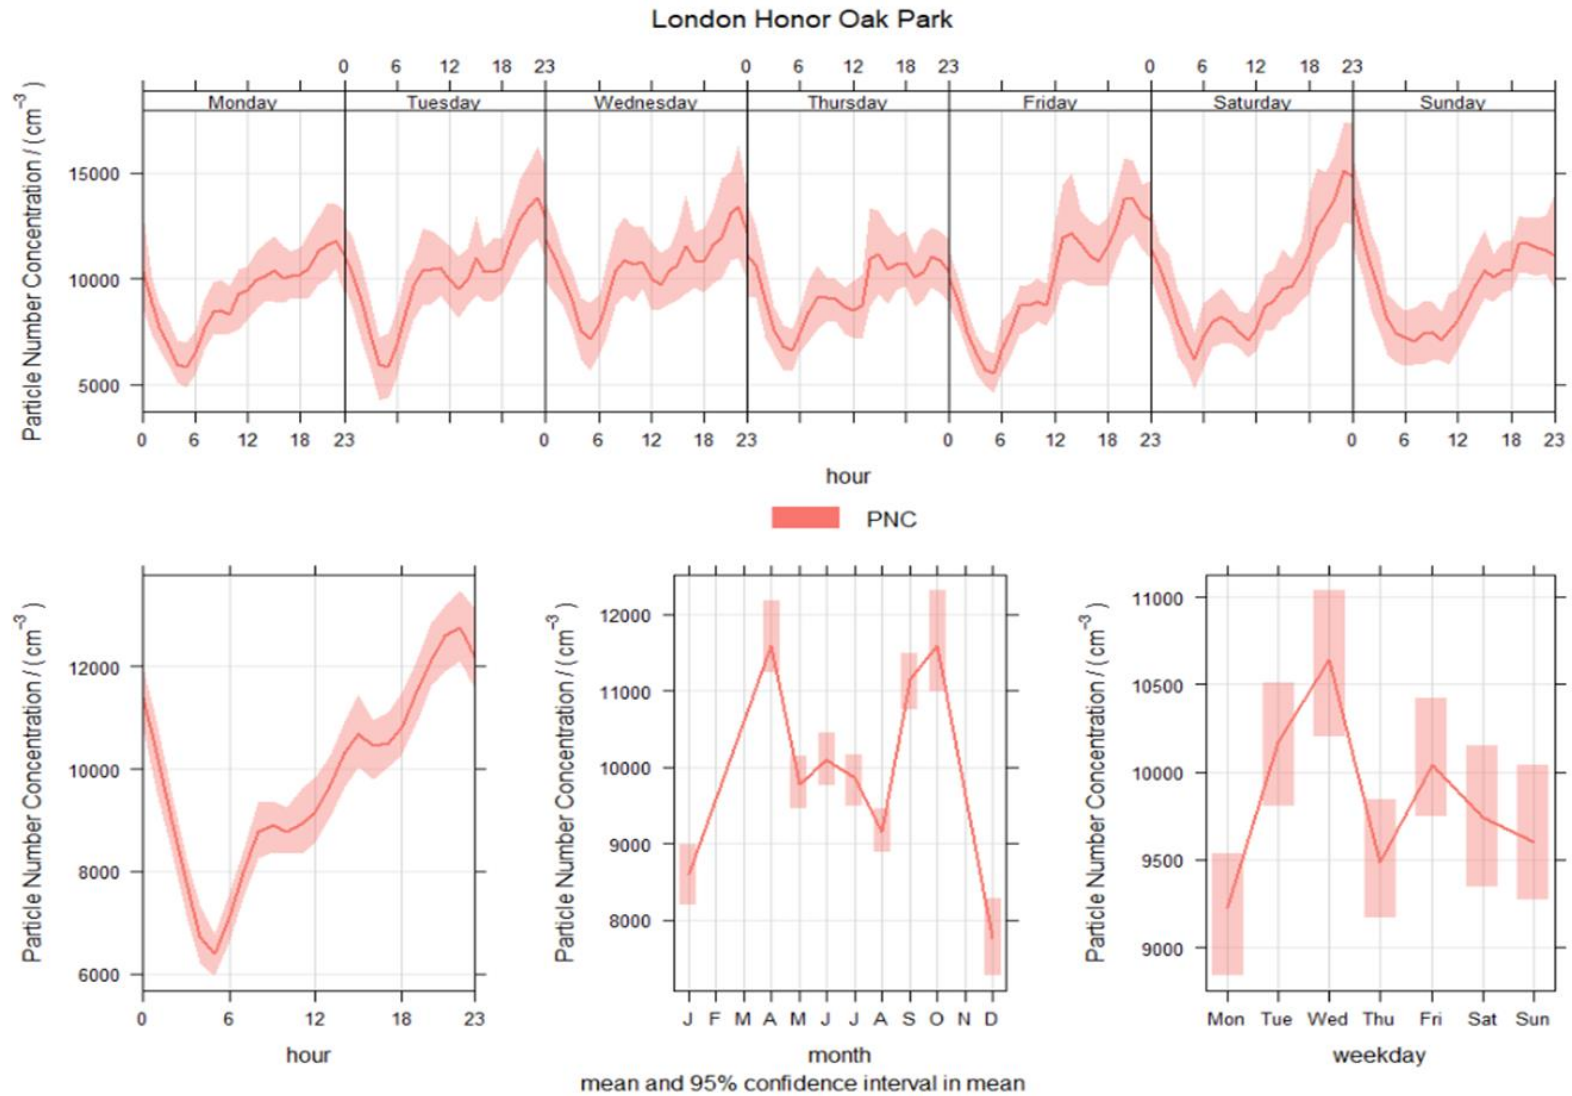 London Honor Oak Park
0 6 12 18 23 0 6 12 18 23 0 6 12 18 23
Monday Tuesday Wednesday Thursday Friday Saturday Sunday
Particle Number Concentration / (cm⁻³)
15000
10000
5000
0 6 12 18 23 0 6 12 18 23 0 6 12 18 23 0 6 12 18 23
hour
PNC
Particle Number Concentration / (cm⁻³)
12000
10000
8000
6000
0 6 12 18 23
hour
Particle Number Concentration / (cm⁻³)
12000
11000
10000
9000
8000
J F M A M J J A S O N D
month
Particle Number Concentration / (cm⁻³)
11000
10500
10000
9500
9000
Mon Tue Wed Thu Fri Sat Sun
weekday
mean and 95% confidence interval in mean